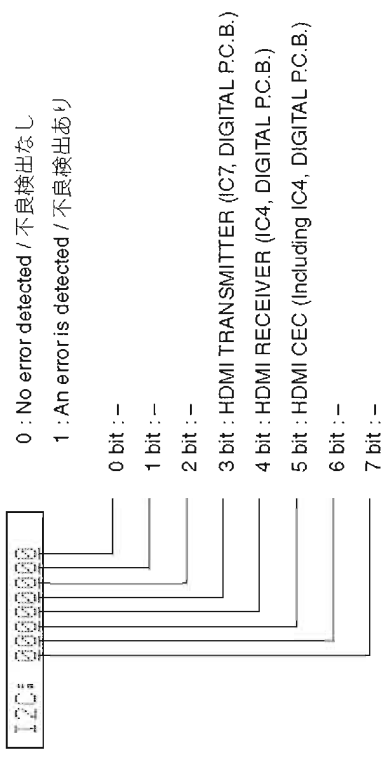 I2C: 00000000
0 : No error detected / 不良検出なし
1 : An error is detected / 不良検出あり
0 bit : –
1 bit : –
2 bit : –
3 bit : HDMI TRANSMITTER (IC7, DIGITAL P.C.B.)
4 bit : HDMI RECEIVER (IC4, DIGITAL P.C.B.)
5 bit : HDMI CEC (Including IC4, DIGITAL P.C.B.)
6 bit : –
7 bit : –